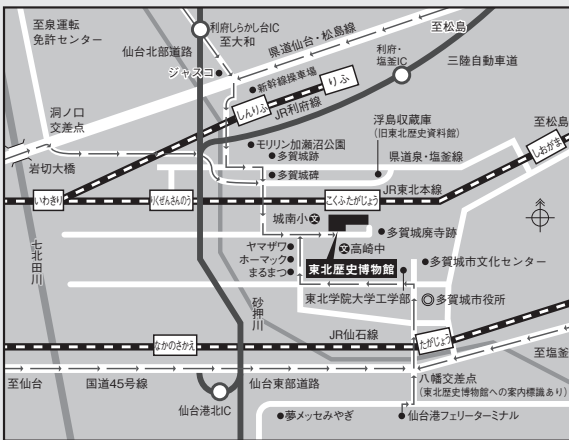 至泉運転
免許センター
利府しらかし台IC
至大和
仙台北部道路
県道仙台・松島線
至松島
ジャスコ
利府・
塩釜IC
三陸自動車道
新幹線操車場
りふ
しんりふ
JR利府線
洞ノ口
交差点
モリン加瀬沼公園
多賀城跡
浮島収蔵庫
(旧東北歴史資料館)
至松島
岩切大橋
多賀城碑
県道泉・塩釜線
しおがま
JR東北本線
いわきり
りくぜんさんのう
こくふたがじょう
城南小文
多賀城廃寺跡
ヤマザワ
文高崎中
ホーマック
まるまつ
東北歴史博物館
多賀城市文化センター
七北田川
砂押川
東北学院大学工学部
多賀城市役所
JR仙石線
なかのさかえ
たがじょう
至塩釜
至仙台
国道45号線
仙台東部道路
八幡交差点
(東北歴史博物館への案内標識あり)
仙台港北IC
夢メッセみやぎ
仙台港フェリーターミナル